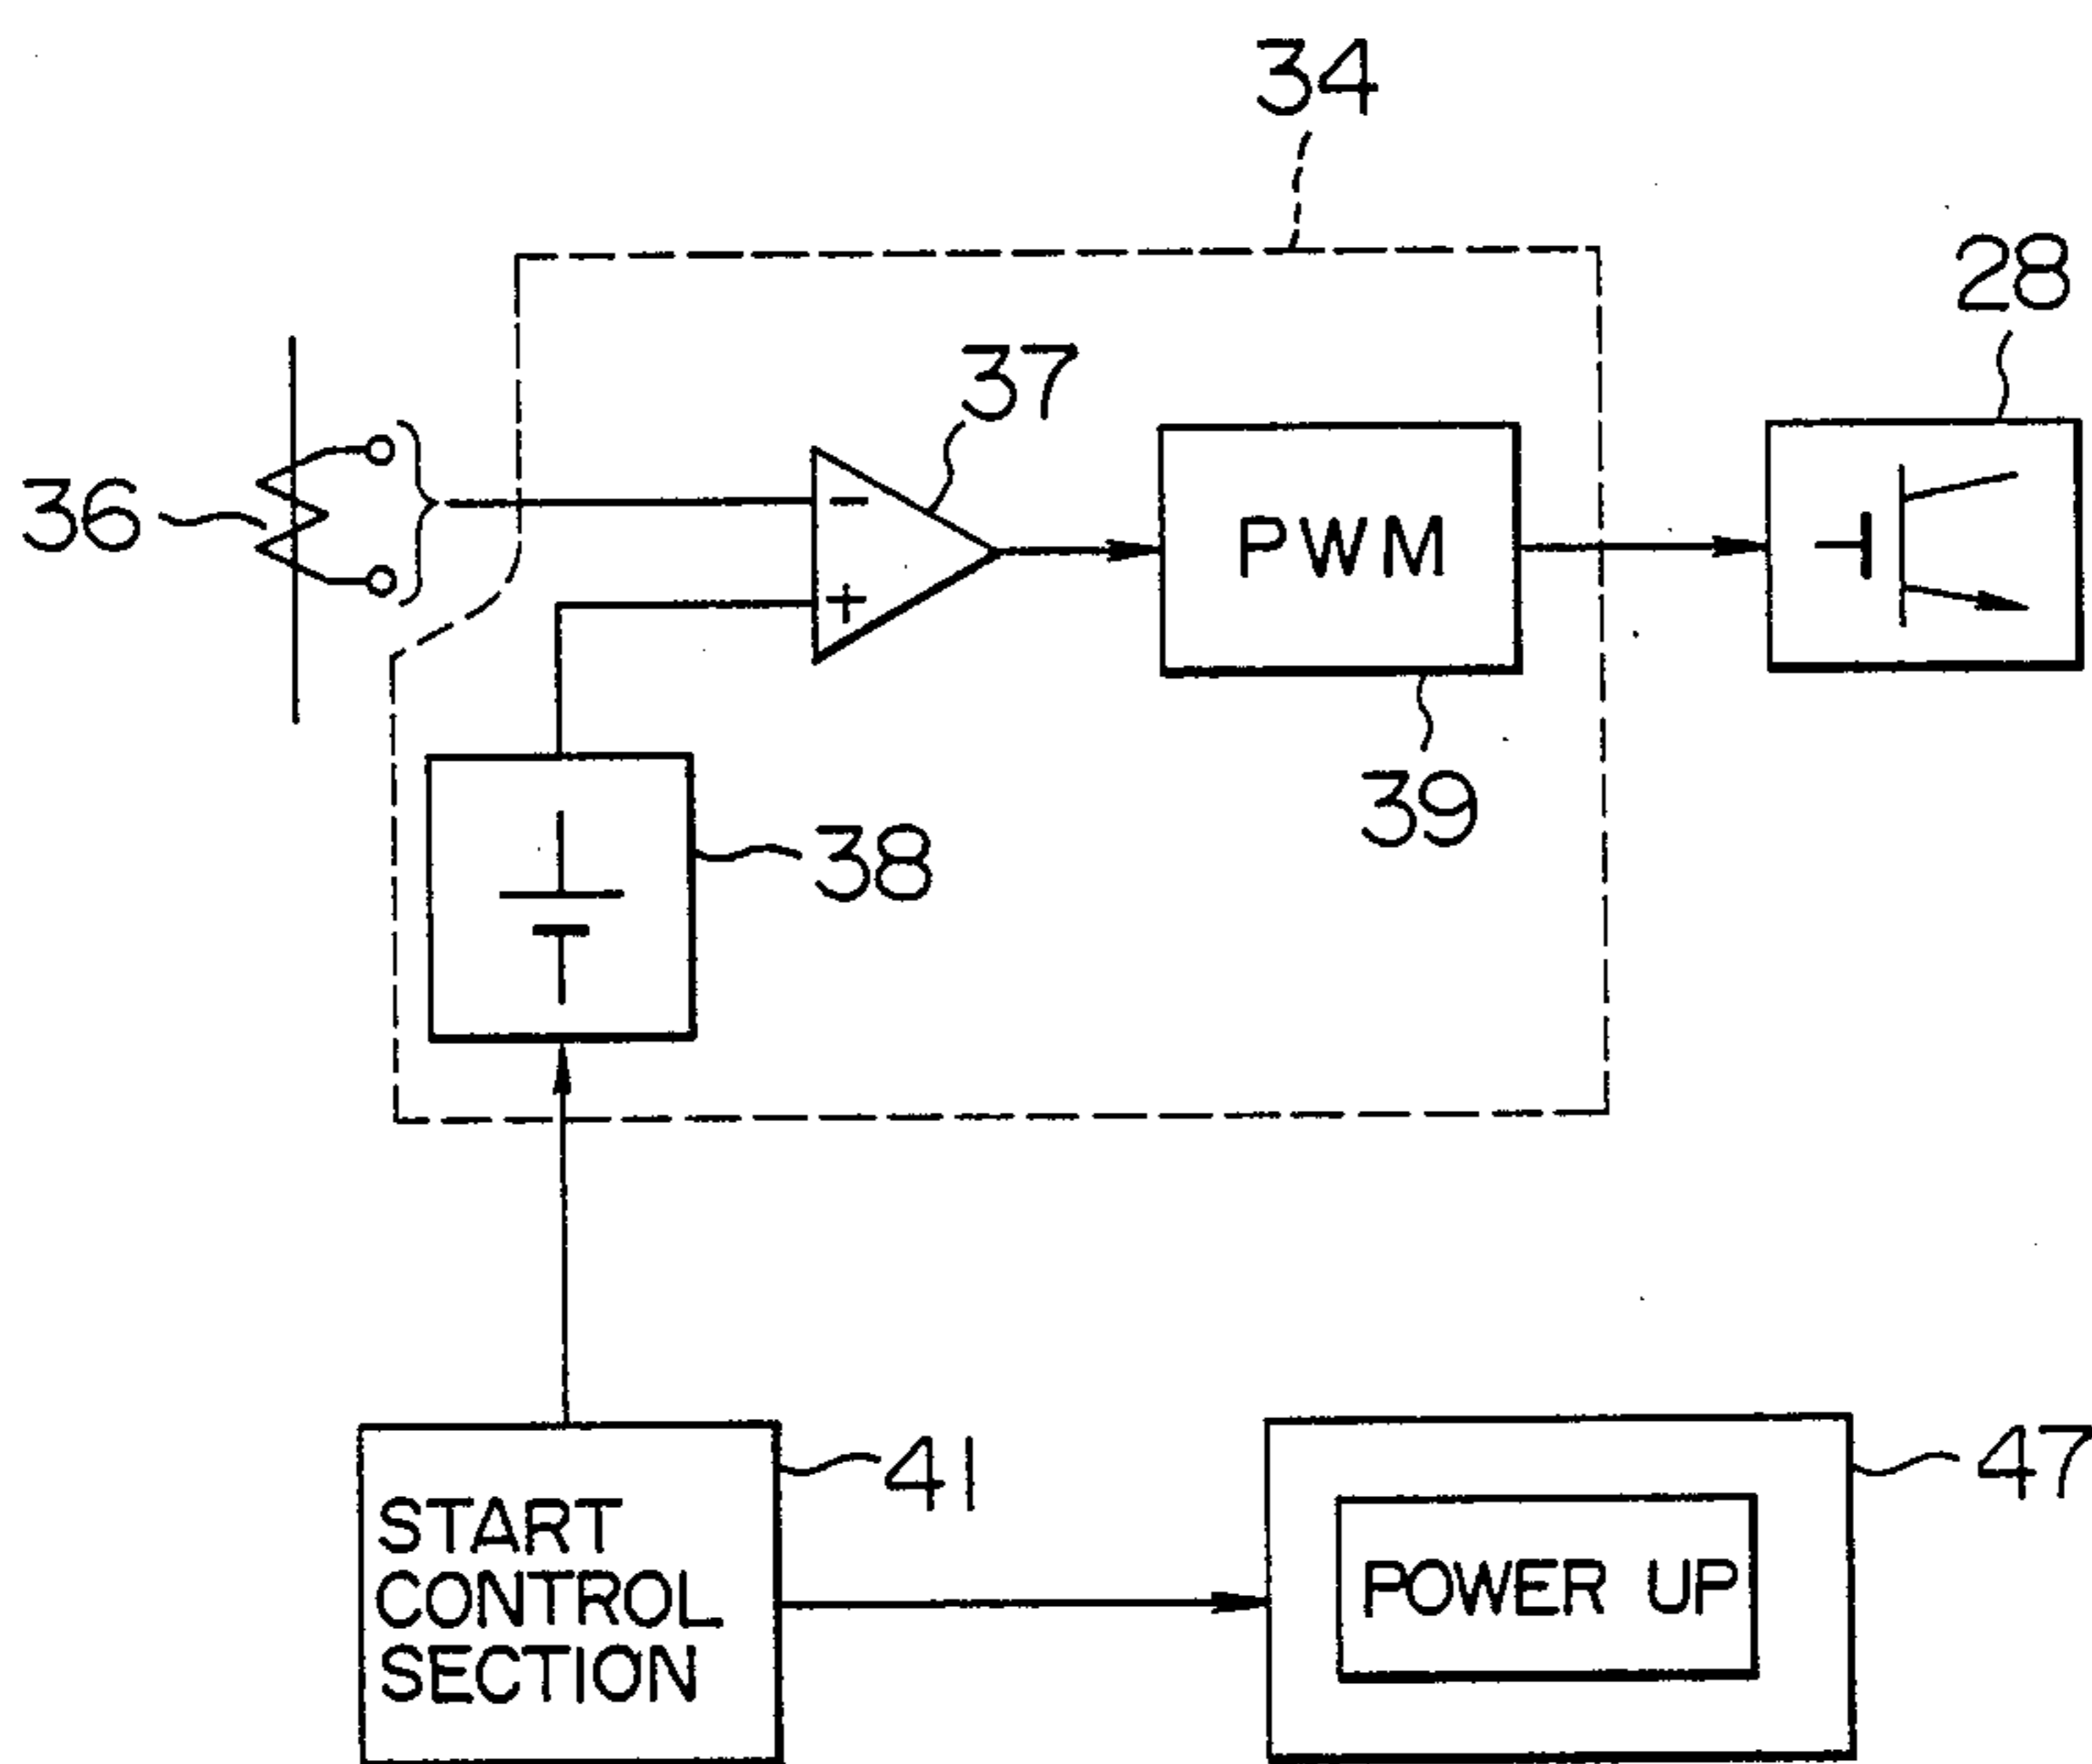 34
28
37
36
-
PWM
+
39
38
41
47
START
CONTROL
SECTION
POWER UP